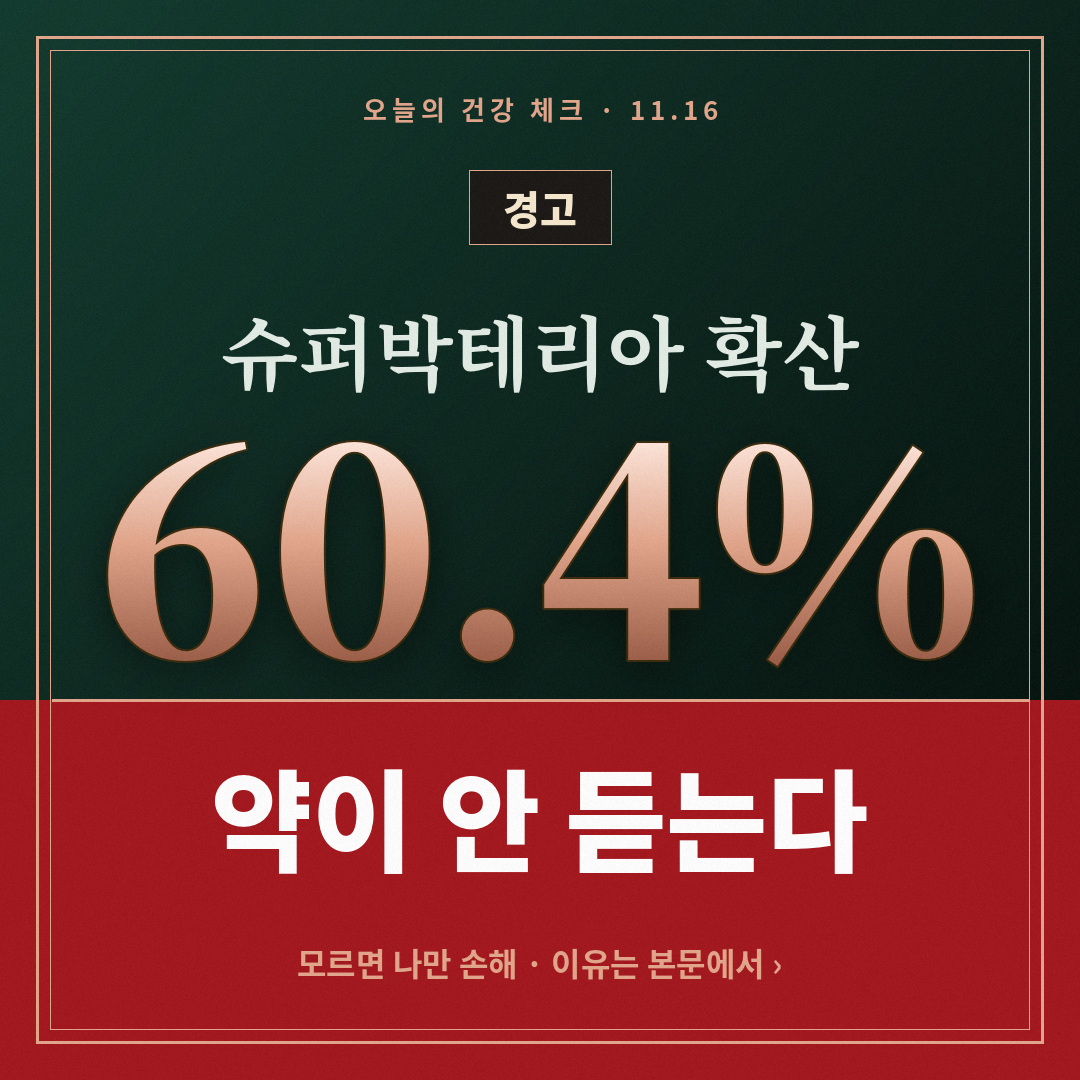 오늘의 건강 체크 · 11.16
경고
슈퍼박테리아 확산
60.4%
약이 안 듣는다
모르면 나만 손해 · 이유는 본문에서 ›